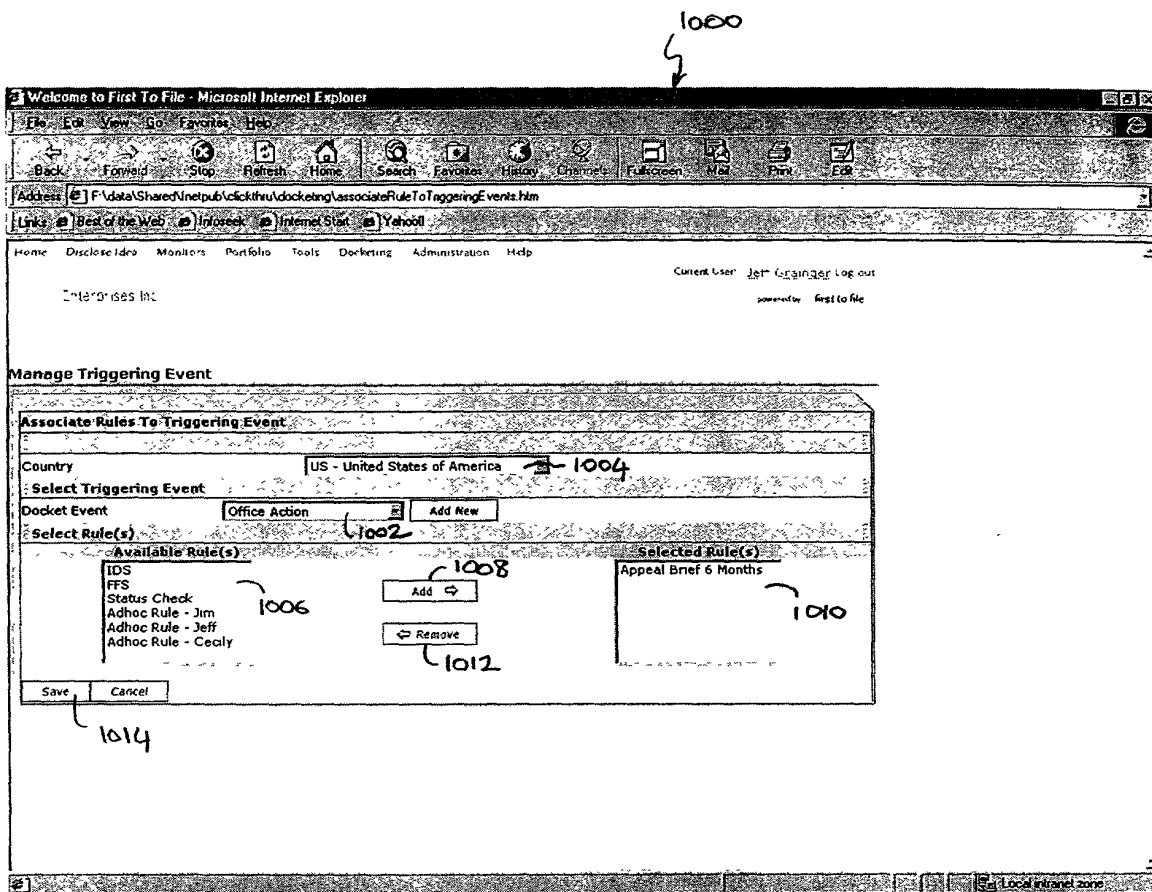 1000
Welcome to First To File - Microsoft Internet Explorer
File Edit View Go Favorites Help
Back Forward Stop Refresh Home Search Favorites History Channels Fullscreen Mail Print Edit
Address F:\data\Shared\Inetpub\clickthru\docketing\associateRuleToTriggeringEvents.htm
Links Best of the Web Infoseek Internet Start Yahoo!!
Home Disclose Idea Monitors Portfolio Tools Docketing Administration Help
Current User: Jeff Grainger Log out
Enterprises Inc
powered by first to file
Manage Triggering Event
Associate Rules To Triggering Event
Country US - United States of America 1004
Select Triggering Event
Docket Event Office Action Add New
Select Rule(s) 1002
Available Rule(s) Selected Rule(s)
IDS 1008 Appeal Brief 6 Months
FFS Add
Status Check 1006 1010
Adhoc Rule - Jim
Adhoc Rule - Jeff Remove
Adhoc Rule - Cecily
1012
Save Cancel
1014
Local intranet zone